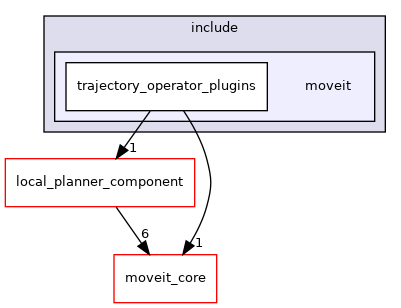 include
trajectory_operator_plugins
moveit
1
local_planner_component
6
1
moveit_core